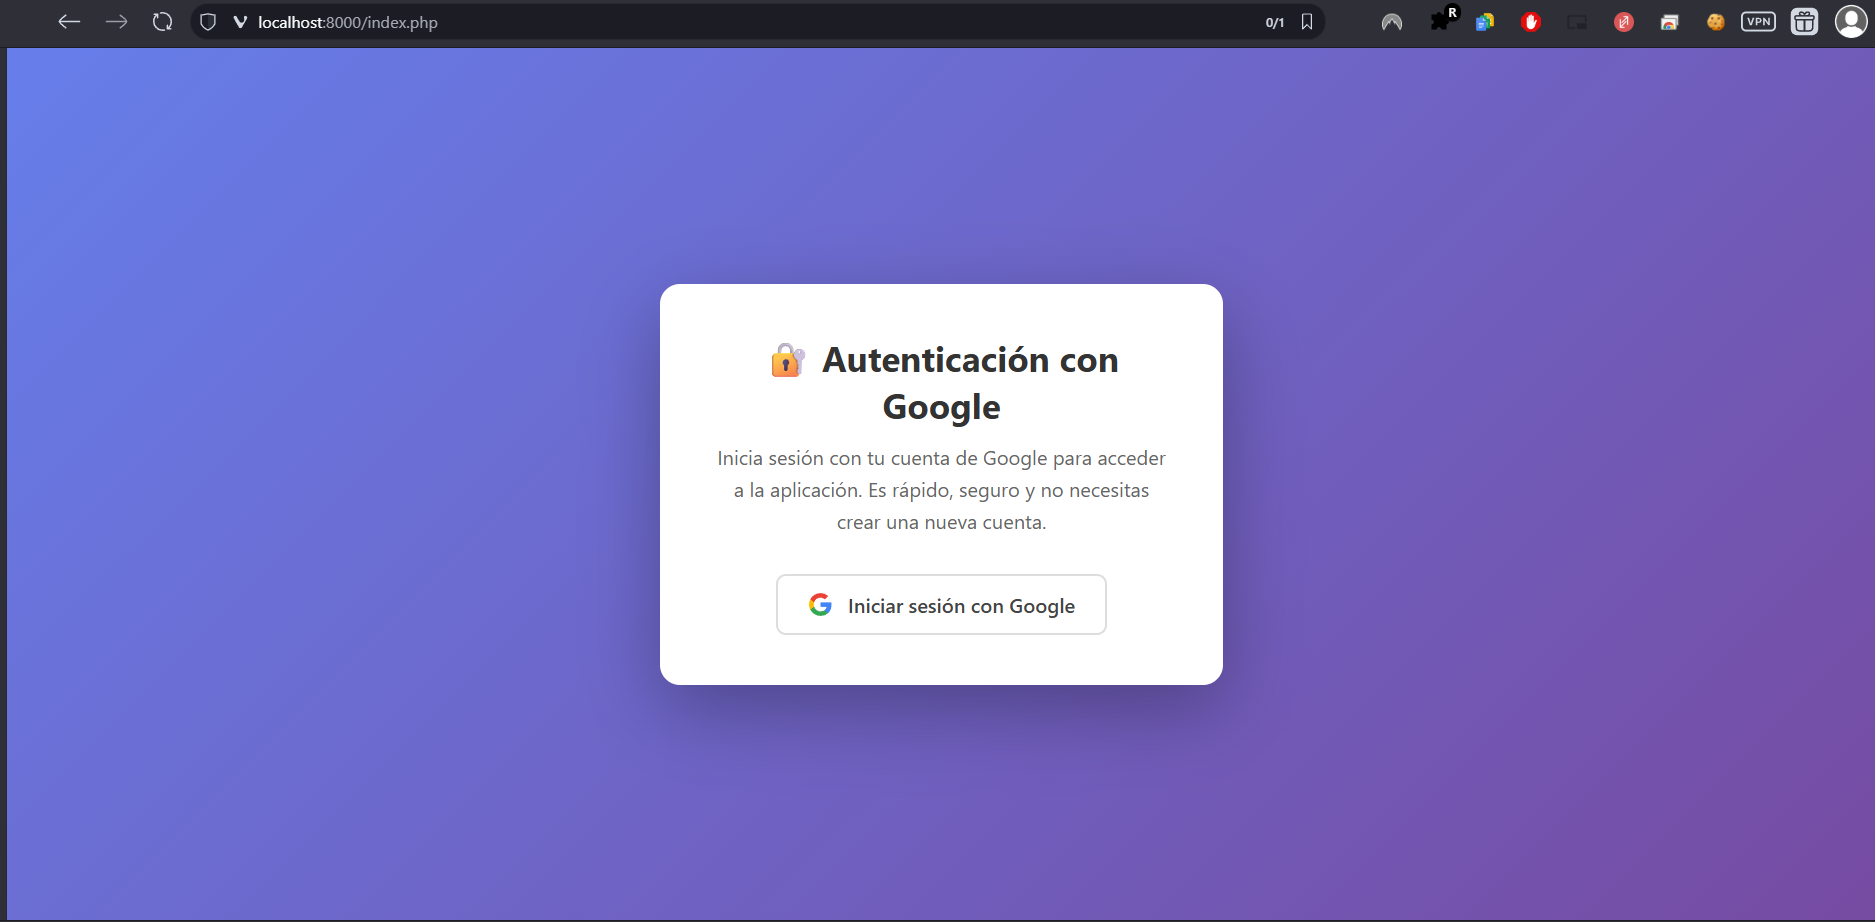 localhost:8000/index.php
0/1
R
VPN
Autenticación con
Google
Inicia sesión con tu cuenta de Google para acceder
a la aplicación. Es rápido, seguro y no necesitas
crear una nueva cuenta.
Iniciar sesión con Google